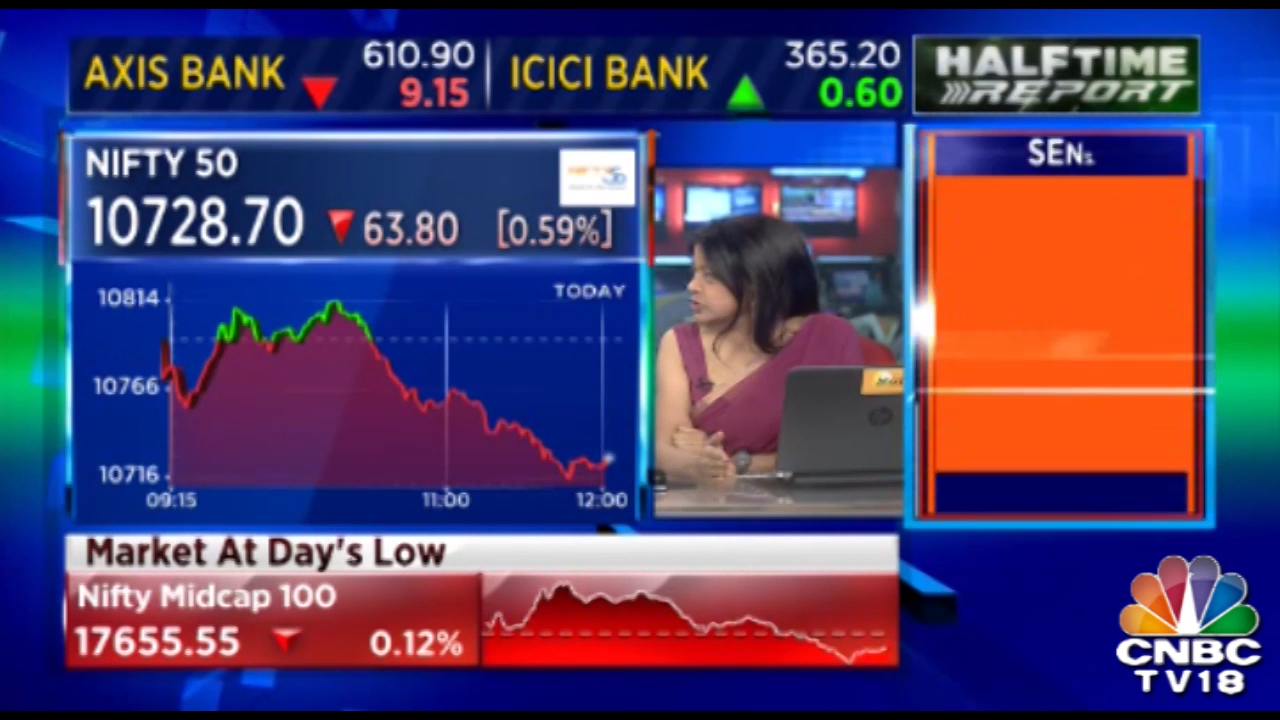 AXIS BANK 610.90 9.15
ICICI BANK 365.20 0.60
HALFTIME
REPORT
NIFTY 50
10728.70 63.80 [0.59%]
TODAY
10814
10766
10716
09:15 11:00 12:00
SENs
Market At Day's Low
Nifty Midcap 100
17655.55 0.12%
CNBC
TV18